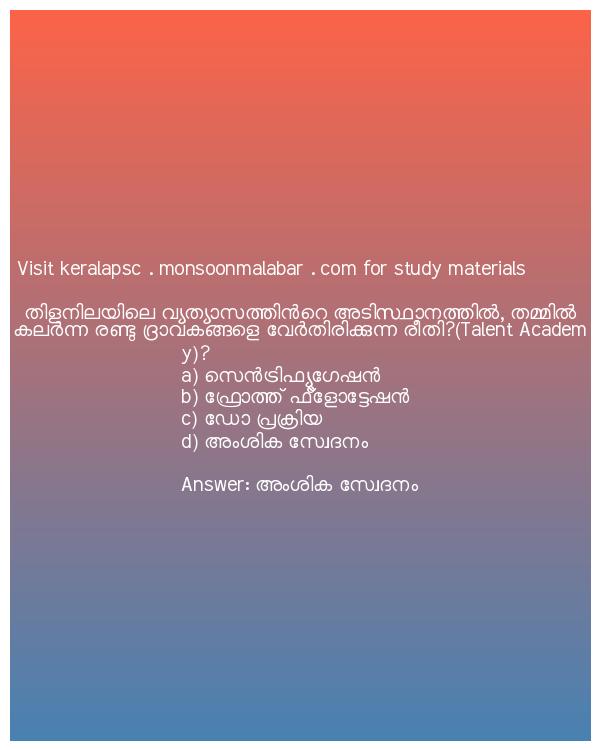 Visit keralapsc . monsoonmalabar . com for study materials
തിളനിലയിലെ വ്യത്യാസത്തിൻറെ അടിസ്ഥാനത്തിൽ, തമ്മിൽ
കലർന്ന രണ്ടു ദ്രാവകങ്ങളെ വേർതിരിക്കുന്ന രീതി?(Talent Academ
y)?
a) സെൻട്രിഫ്യൂഗേഷൻ
b) ഫ്രോത്ത് ഫ്ളോട്ടേഷൻ
c) ഡോ പ്രക്രിയ
d) അംശിക സ്വേദനം
Answer: അംശിക സ്വേദനം